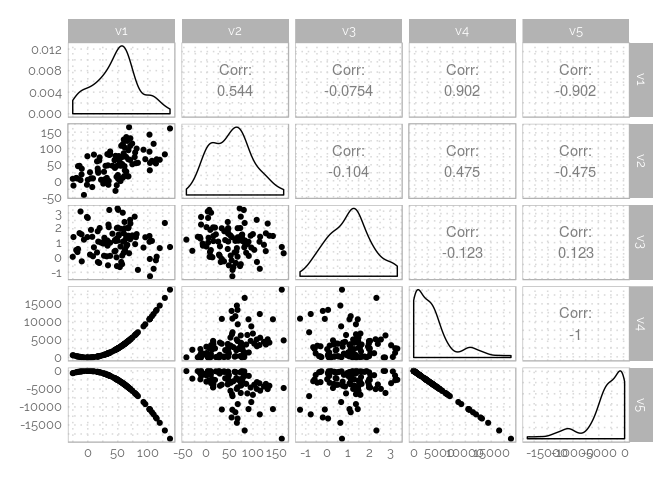 v1 v2 v3 v4 v5
0.012
0.008
0.004
0.000
Corr:
0.544
Corr:
-0.0754
Corr:
0.902
Corr:
-0.902
v1
150
100
50
0
-50
Corr:
-0.104
Corr:
0.475
Corr:
-0.475
v2
3
2
1
0
-1
Corr:
-0.123
Corr:
0.123
v3
15000
10000
5000
0
Corr:
-1
v4
0
-5000
-10000
-15000
v5
0 50 100
-50 0 50 100 150
-1 0 1 2 3
0 5000 10000 15000
-15000 -10000 -5000 0